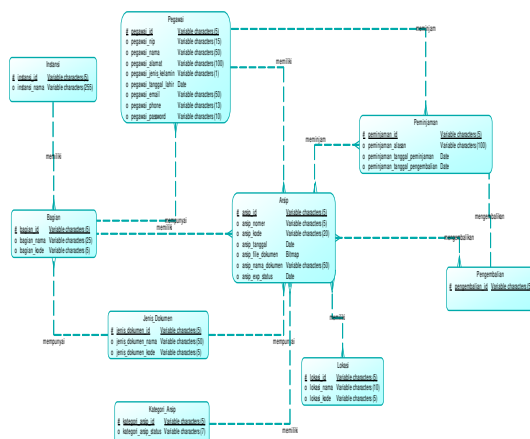 Pegawai
# pegawai_id Variable characters (5)
o pegawai_nip Variable characters (15)
o pegawai_nama Variable characters (50)
o pegawai_alamat Variable characters (100)
o pegawai_jenis_kelamin Variable characters (1)
o pegawai_tanggal_lahir Date
o pegawai_email Variable characters (50)
o pegawai_phone Variable characters (13)
o pegawai_password Variable characters (10)
meminjam
Instansi
# instansi_id Variable characters (5)
o instansi_nama Variable characters (255)
memiliki
Peminjaman
# peminjaman_id Variable characters (5)
o peminjaman_alasan Variable characters (100)
o peminjaman_tanggal_peminjaman Date
o peminjaman_tanggal_pengembalian Date
memiliki
meminjam
Arsip
# arsip_id Variable characters (5)
o arsip_nomer Variable characters (5)
o arsip_kode Variable characters (20)
o arsip_tanggal Date
o arsip_file_dokumen Bitmap
o arsip_nama_dokumen Variable characters (50)
o arsip_exp_status Date
Bagian
# bagian_id Variable characters (5)
o bagian_nama Variable characters (25)
o bagian_kode Variable characters (5)
mempunyai
memiliki
mengembalikan
mengembalikan
Pengembalian
# pengembalian_id Variable characters (5
Jenis_Dokumen
# jenis_dokumen_id Variable characters (5)
o jenis_dokumen_nama Variable characters (50)
o jenis_dokumen_kode Variable characters (5)
memiliki
mempunyai
mempunyai
Lokasi
# lokasi_id Variable characters (5)
o lokasi_nama Variable characters (10)
o lokasi_kode Variable characters (5)
Kategori_Arsip
# kategori_arsip_id Variable characters (5)
o kategori_arsip_status Variable characters (7)
memiliki